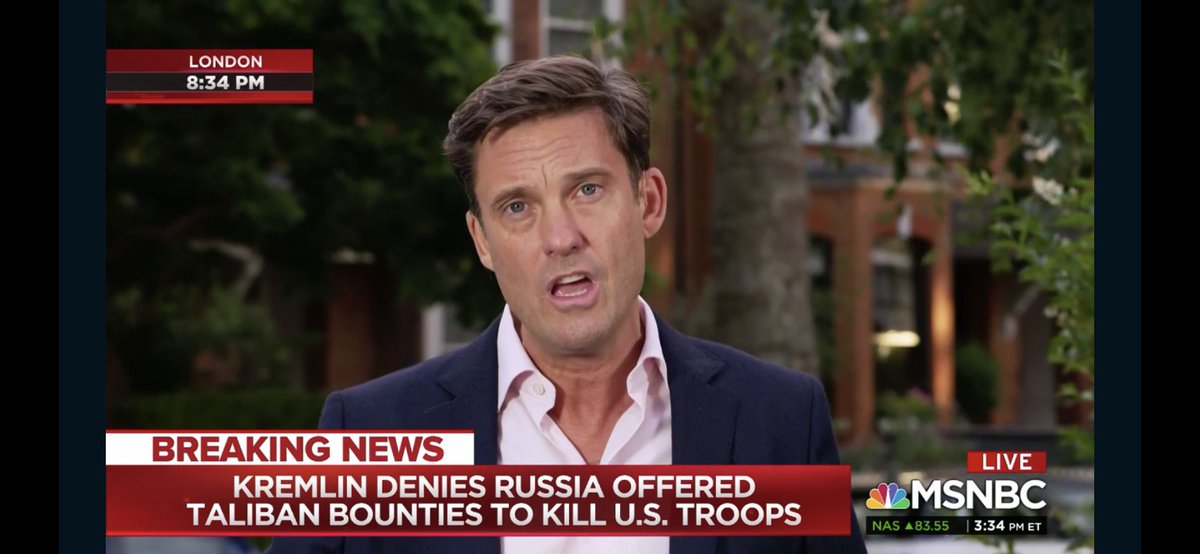 LONDON
8:34 PM
BREAKING NEWS
KREMLIN DENIES RUSSIA OFFERED
TALIBAN BOUNTIES TO KILL U.S. TROOPS
LIVE
MSNBC
NAS ▲83.55 3:34 PM ET